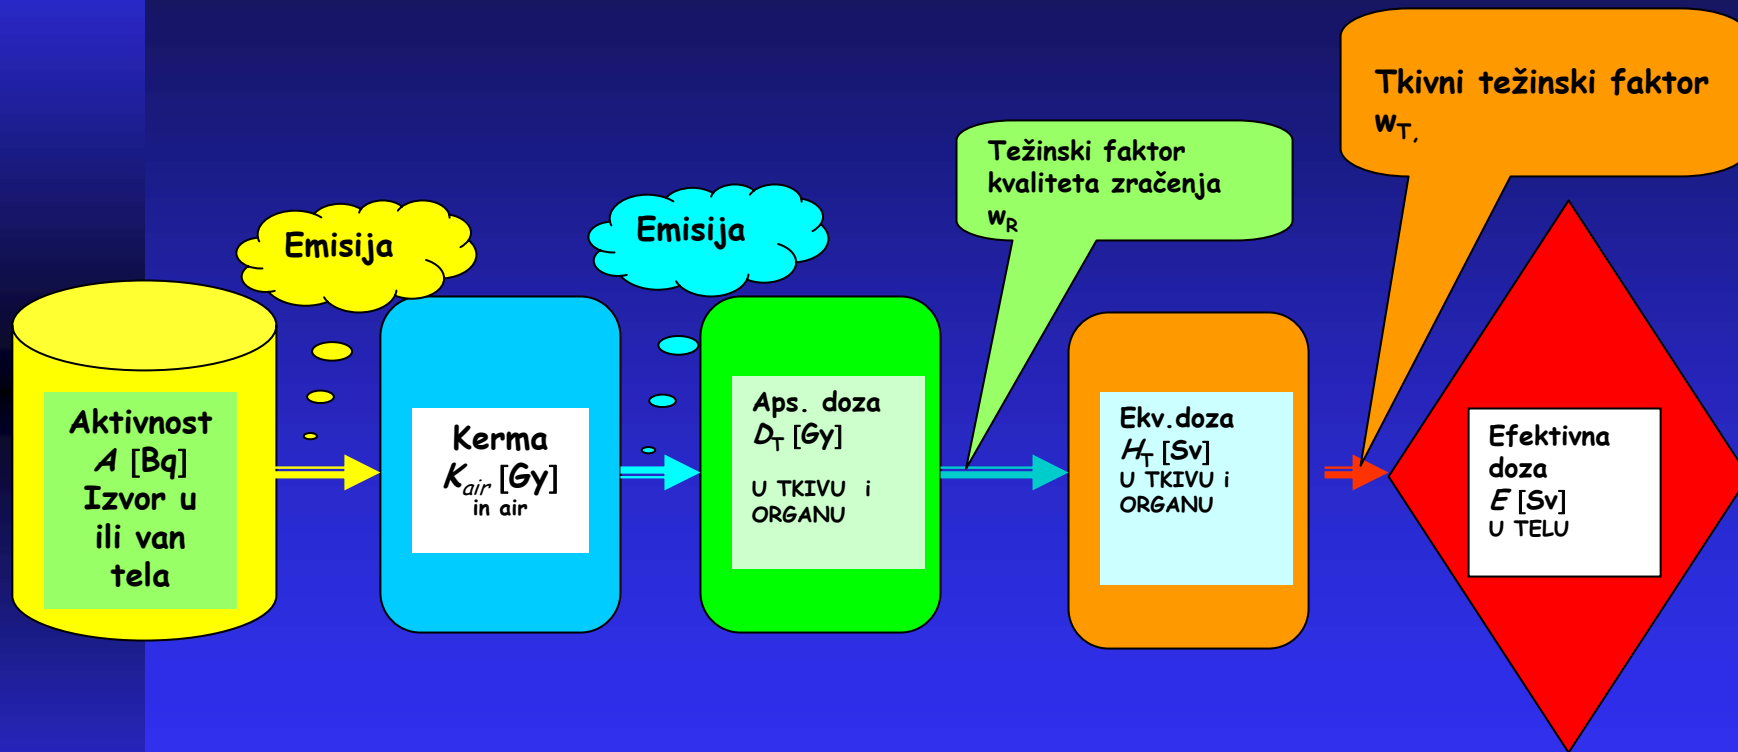 Tkivni težinski faktor
wT,
Težinski faktor
kvaliteta zračenja
wR
Emisija
Emisija
Aktivnost
A [Bq]
Izvor u
ili van
tela
Kerma
Kair [Gy]
in air
Aps. doza
DT [Gy]
U TKIVU i
ORGANU
Ekv.doza
HT [Sv]
U TKIVU i
ORGANU
Efektivna
doza
E [Sv]
U TELU